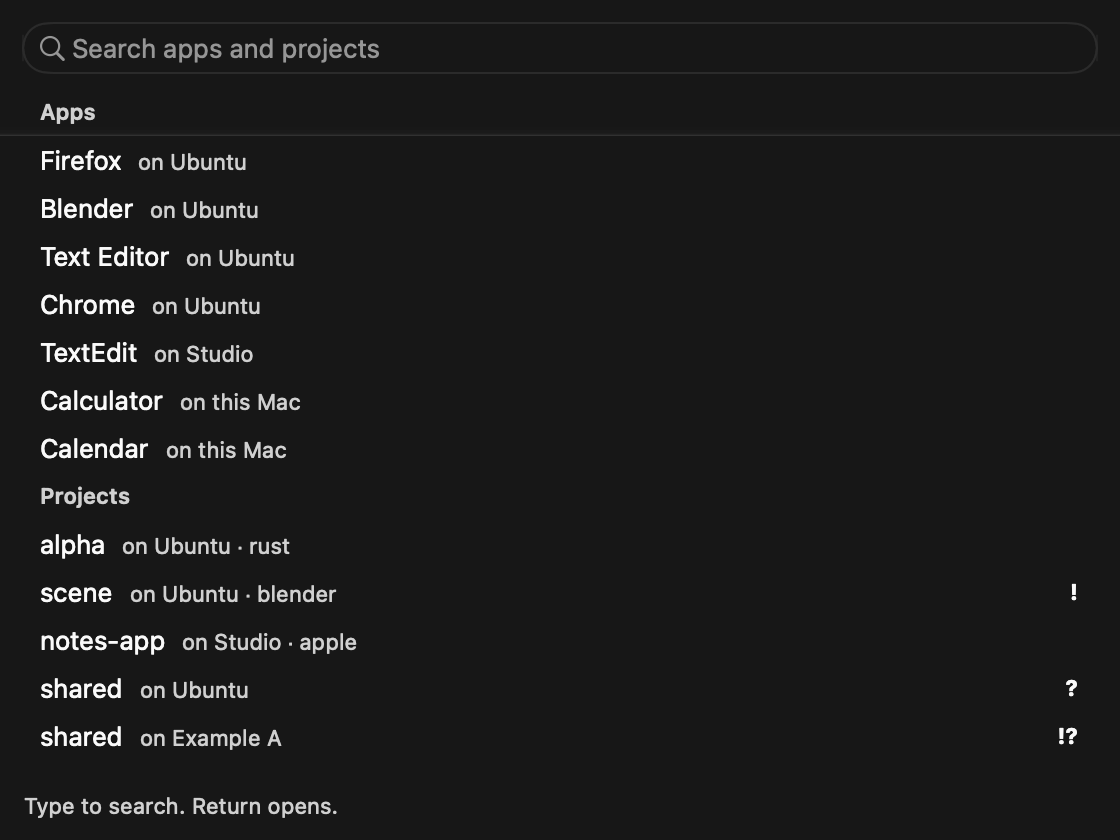 Search apps and projects
Apps
Firefox on Ubuntu
Blender on Ubuntu
Text Editor on Ubuntu
Chrome on Ubuntu
TextEdit on Studio
Calculator on this Mac
Calendar on this Mac
Projects
alpha on Ubuntu · rust
scene on Ubuntu · blender !
notes-app on Studio · apple
shared on Ubuntu ?
shared on Example A !?
Type to search. Return opens.